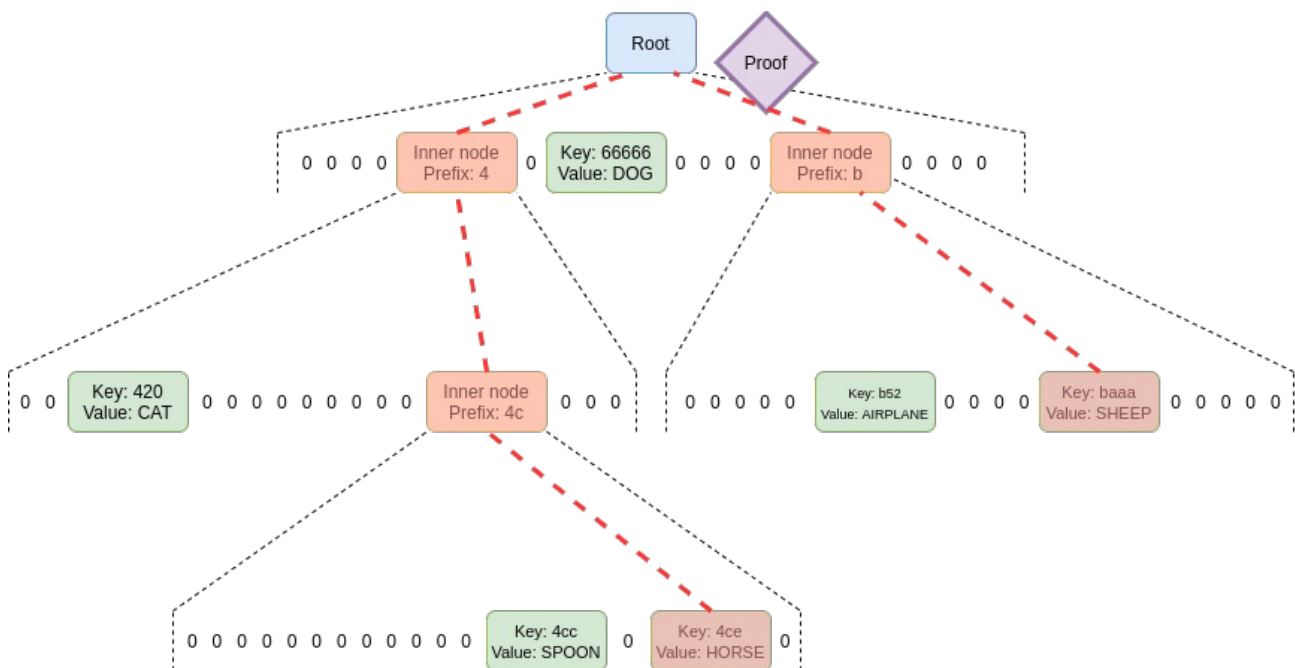 Root
Proof
0 0 0 0
Inner node
Prefix: 4
0
Key: 66666
Value: DOG
0 0 0 0
Inner node
Prefix: b
0 0 0 0
0 0
Key: 420
Value: CAT
0 0 0 0 0 0 0 0 0
Inner node
Prefix: 4c
0 0 0
0 0 0 0 0
Key: b52
Value: AIRPLANE
0 0 0 0
Key: baaa
Value: SHEEP
0 0 0 0 0
0 0 0 0 0 0 0 0 0 0 0 0
Key: 4cc
Value: SPOON
0
Key: 4ce
Value: HORSE
0